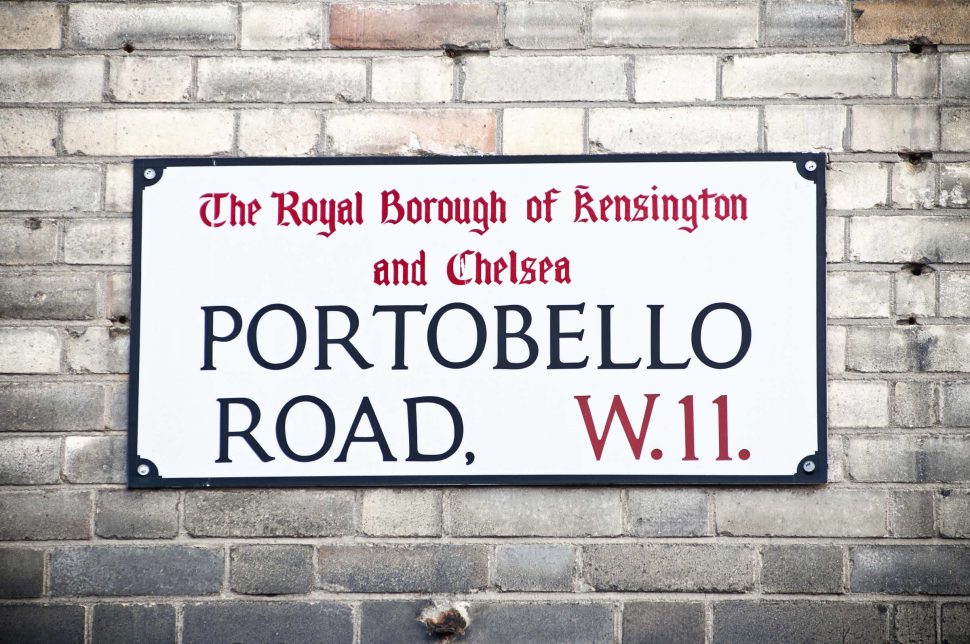 The Royal Borough of Kensington
and Chelsea
PORTOBELLO
ROAD, W.11.